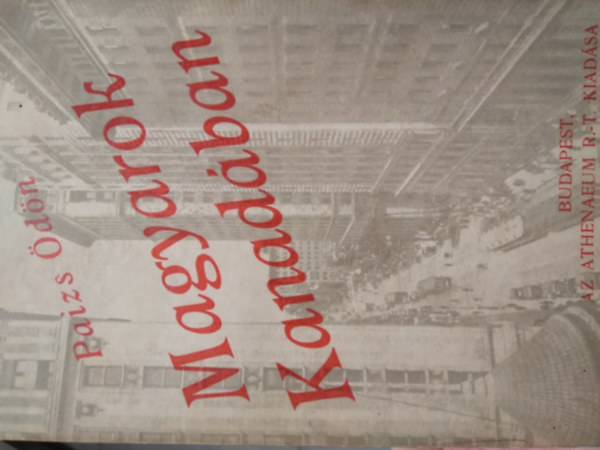 Paizs Ödön
Magyarok
Kanadában
BUDAPEST,
AZ ATHENAEUM R.-T. KIADÁSA